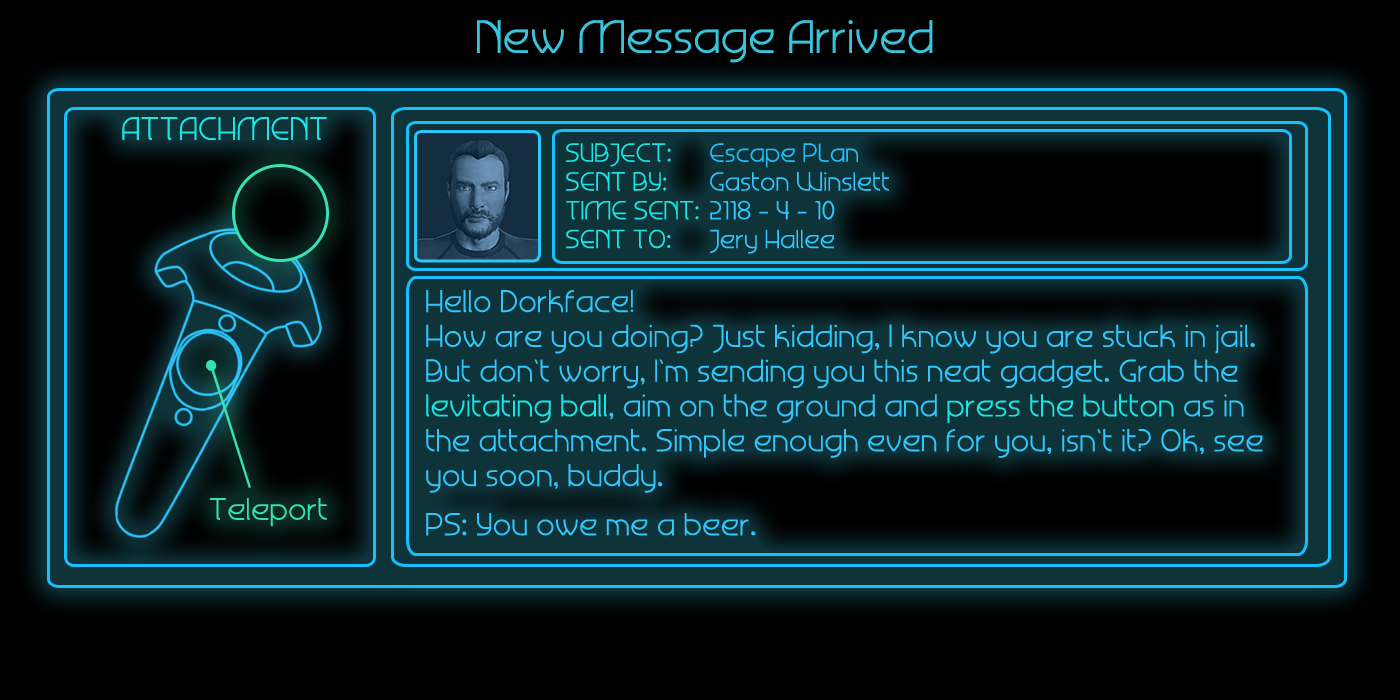 New Message Arrived
ATTACHMENT
Teleport
SUBJECT: Escape PLan
SENT BY: Gaston Winslett
TIME SENT: 2118 - 4 - 10
SENT TO: Jery Hallee
Hello Dorkface!
How are you doing? Just kidding, I know you are stuck in jail.
But don`t worry, I`m sending you this neat gadget. Grab the
levitating ball, aim on the ground and press the button as in
the attachment. Simple enough even for you, isn`t it? Ok, see
you soon, buddy.
PS: You owe me a beer.